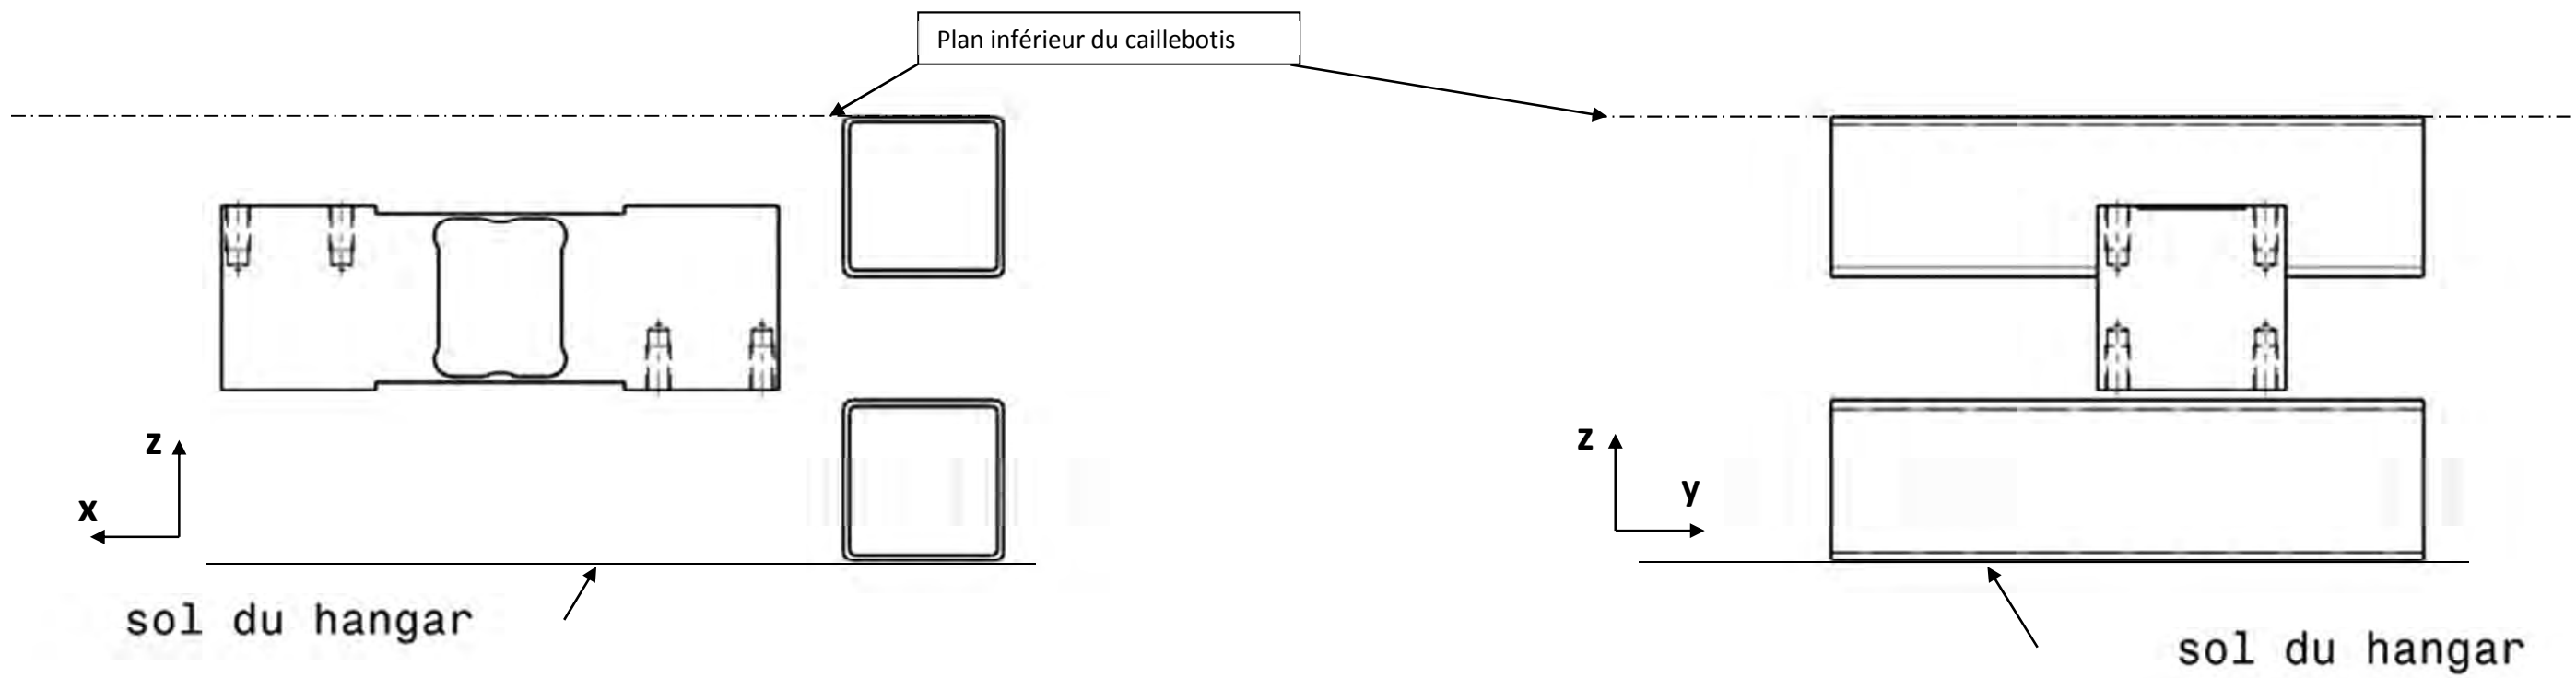 Plan inférieur du caillebotis
z
x
z
y
sol du hangar
sol du hangar